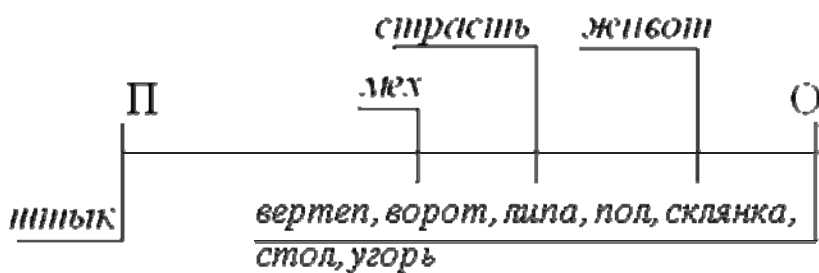 страсть живот
мех
П О
штык
вертеп, ворот, липа, пол, склянка,
стол, угорь